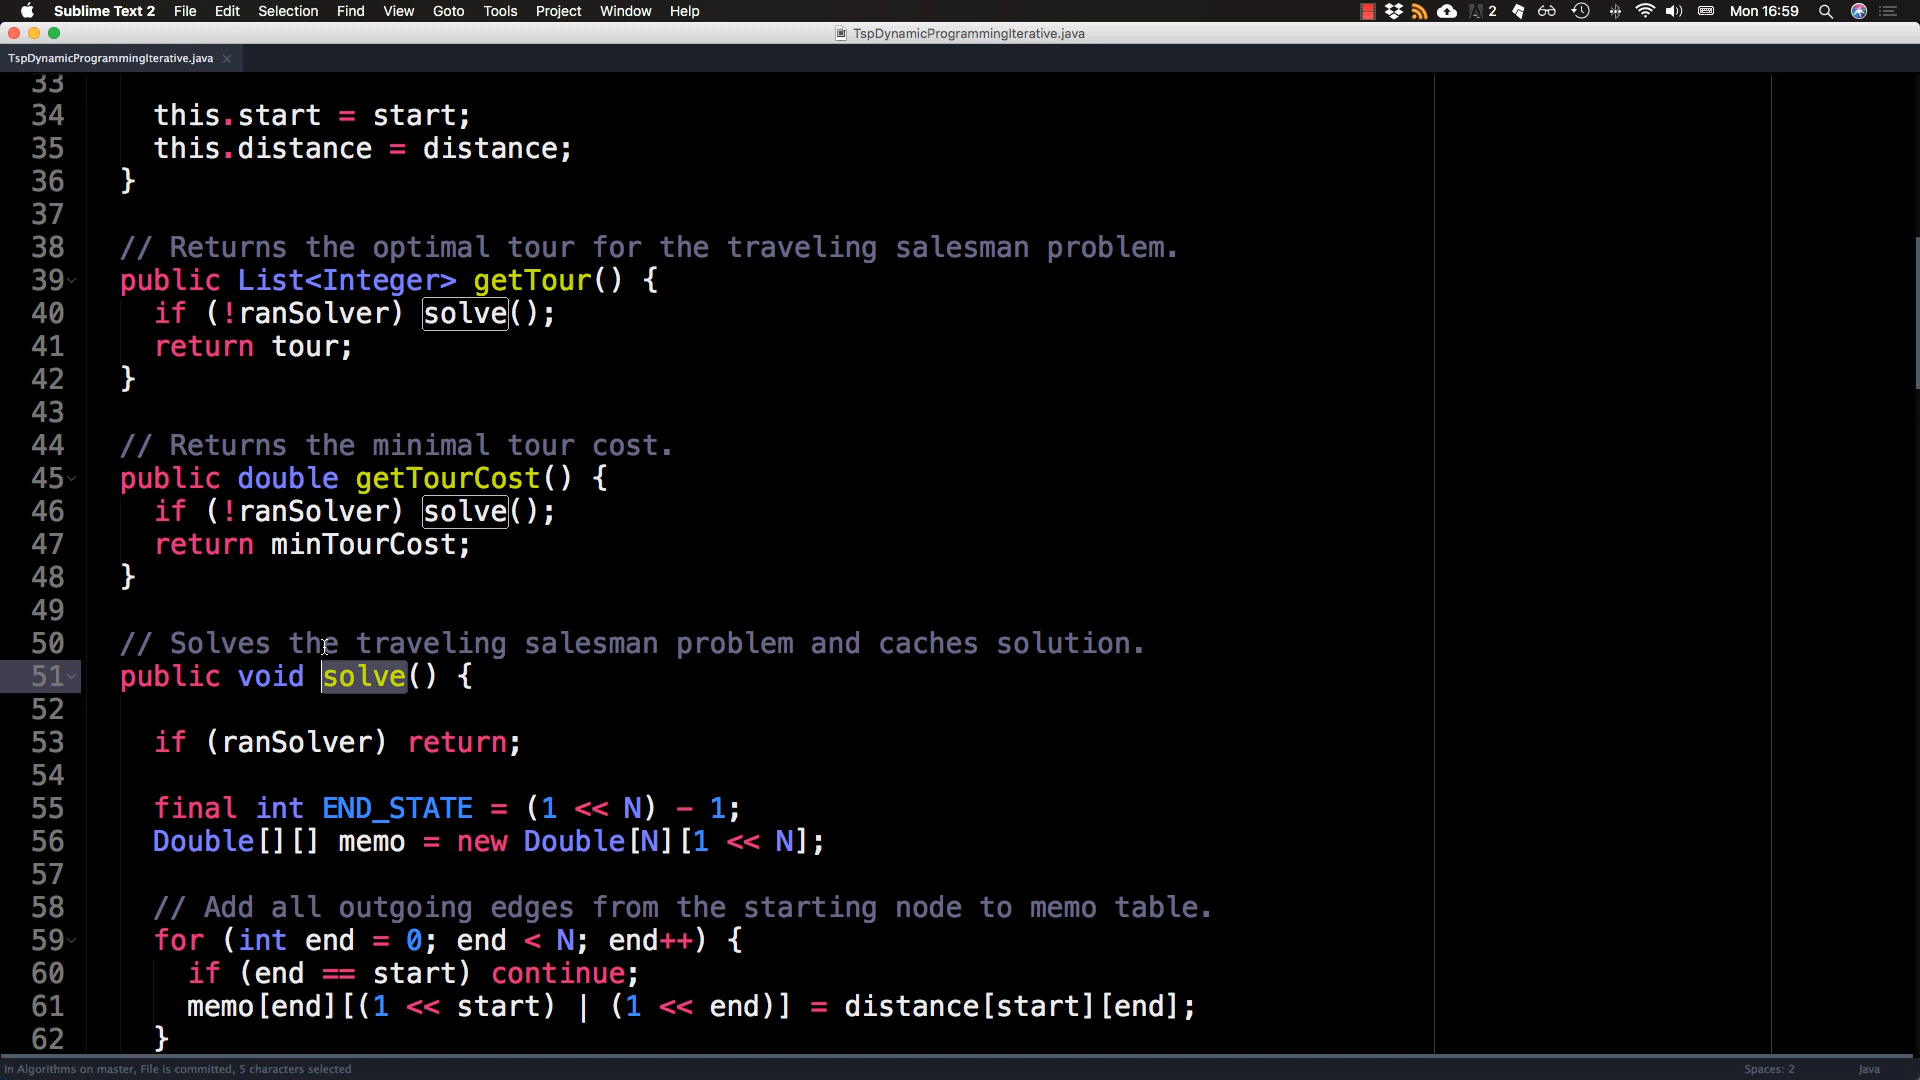 Sublime Text 2 File Edit Selection Find View Goto Tools Project Window Help 2 Mon 16:59
TspDynamicProgrammingIterative.java
TspDynamicProgrammingIterative.java
33
34 this.start = start;
35 this.distance = distance;
36 }
37
38 // Returns the optimal tour for the traveling salesman problem.
39 public List<Integer> getTour() {
40 if (!ranSolver) solve();
41 return tour;
42 }
43
44 // Returns the minimal tour cost.
45 public double getTourCost() {
46 if (!ranSolver) solve();
47 return minTourCost;
48 }
49
50 // Solves the traveling salesman problem and caches solution.
51 public void solve() {
52
53 if (ranSolver) return;
54
55 final int END_STATE = (1 << N) - 1;
56 Double[][] memo = new Double[N][1 << N];
57
58 // Add all outgoing edges from the starting node to memo table.
59 for (int end = 0; end < N; end++) {
60 if (end == start) continue;
61 memo[end][(1 << start) | (1 << end)] = distance[start][end];
62 }
In Algorithms on master, File is committed, 5 characters selected Spaces: 2 Java